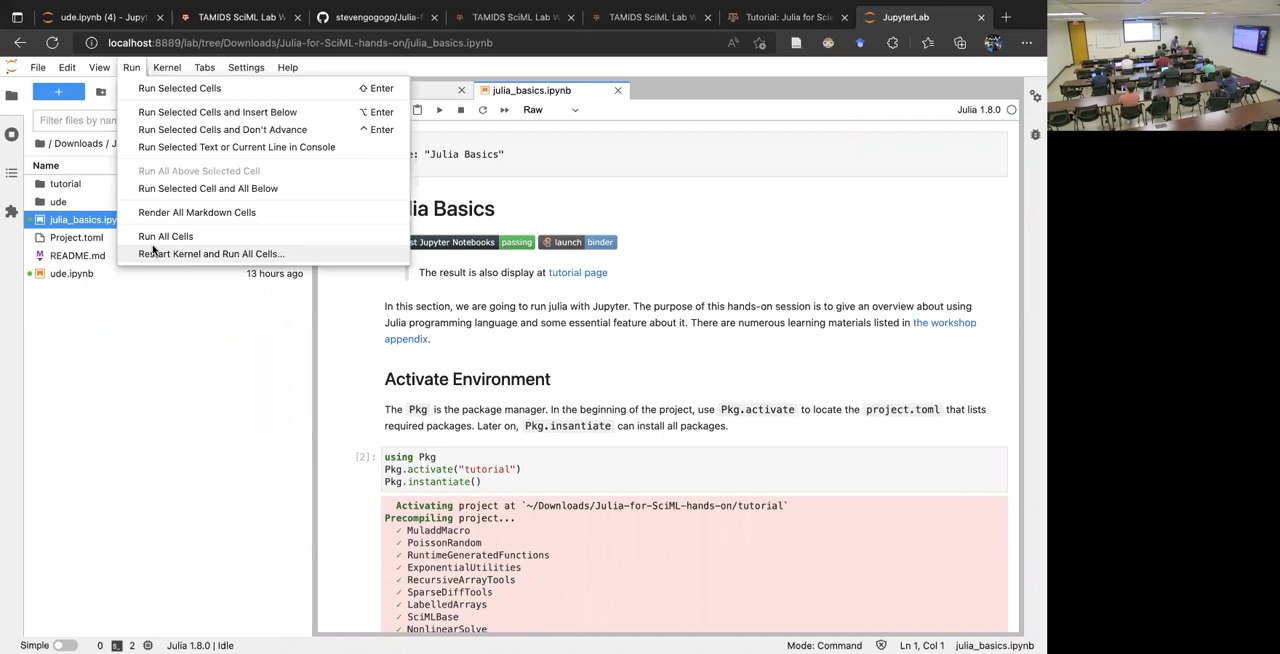 ude.ipynb (4) - Jupyt
TAMIDS SciML Lab W
stevengogogo/Julia-f
TAMIDS SciML Lab W
TAMIDS SciML Lab W
Tutorial: Julia for Scie
JupyterLab
localhost:8889/lab/tree/Downloads/Julia-for-SciML-hands-on/julia_basics.ipynb
File Edit View Run Kernel Tabs Settings Help
Filter files by nam
/ Downloads / J
Name
tutorial
ude
julia_basics.ipy
Project.toml
README.md
ude.ipynb
13 hours ago
Run Selected Cells
Enter
Run Selected Cells and Insert Below
Enter
Run Selected Cells and Don't Advance
^ Enter
Run Selected Text or Current Line in Console
Run All Above Selected Cell
Run Selected Cell and All Below
Render All Markdown Cells
Run All Cells
Restart Kernel and Run All Cells...
julia_basics.ipynb
Raw
Julia 1.8.0
e: "Julia Basics"
lia Basics
st Jupyter Notebooks passing launch binder
The result is also display at tutorial page
In this section, we are going to run julia with Jupyter. The purpose of this hands-on session is to give an overview about using
Julia programming language and some essential feature about it. There are numerous learning materials listed in the workshop
appendix.
Activate Environment
The Pkg is the package manager. In the beginning of the project, use Pkg.activate to locate the project.toml that lists
required packages. Later on, Pkg.insantiate can install all packages.
[2]:
using Pkg
Pkg.activate("tutorial")
Pkg.instantiate()
Activating project at `~/Downloads/Julia-for-SciML-hands-on/tutorial`
Precompiling project...
✓ MuladdMacro
✓ PoissonRandom
✓ RuntimeGeneratedFunctions
✓ ExponentialUtilities
✓ RecursiveArrayTools
✓ SparseDiffTools
✓ LabelledArrays
✓ SciMLBase
✓ NonlinearSolve
Simple
0
2
Julia 1.8.0 | Idle
Mode: Command
Ln 1, Col 1
julia_basics.ipynb